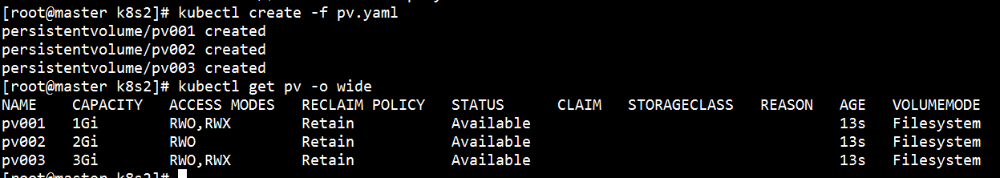 [root@master k8s2]# kubectl create -f pv.yaml
persistentvolume/pv001 created
persistentvolume/pv002 created
persistentvolume/pv003 created
[root@master k8s2]# kubectl get pv -o wide
NAME    CAPACITY   ACCESS MODES   RECLAIM POLICY   STATUS      CLAIM   STORAGECLASS   REASON   AGE   VOLUMEMODE
pv001   1Gi        RWO,RWX        Retain           Available                                   13s   Filesystem
pv002   2Gi        RWO            Retain           Available                                   13s   Filesystem
pv003   3Gi        RWO,RWX        Retain           Available                                   13s   Filesystem
[root@master k8s2]#